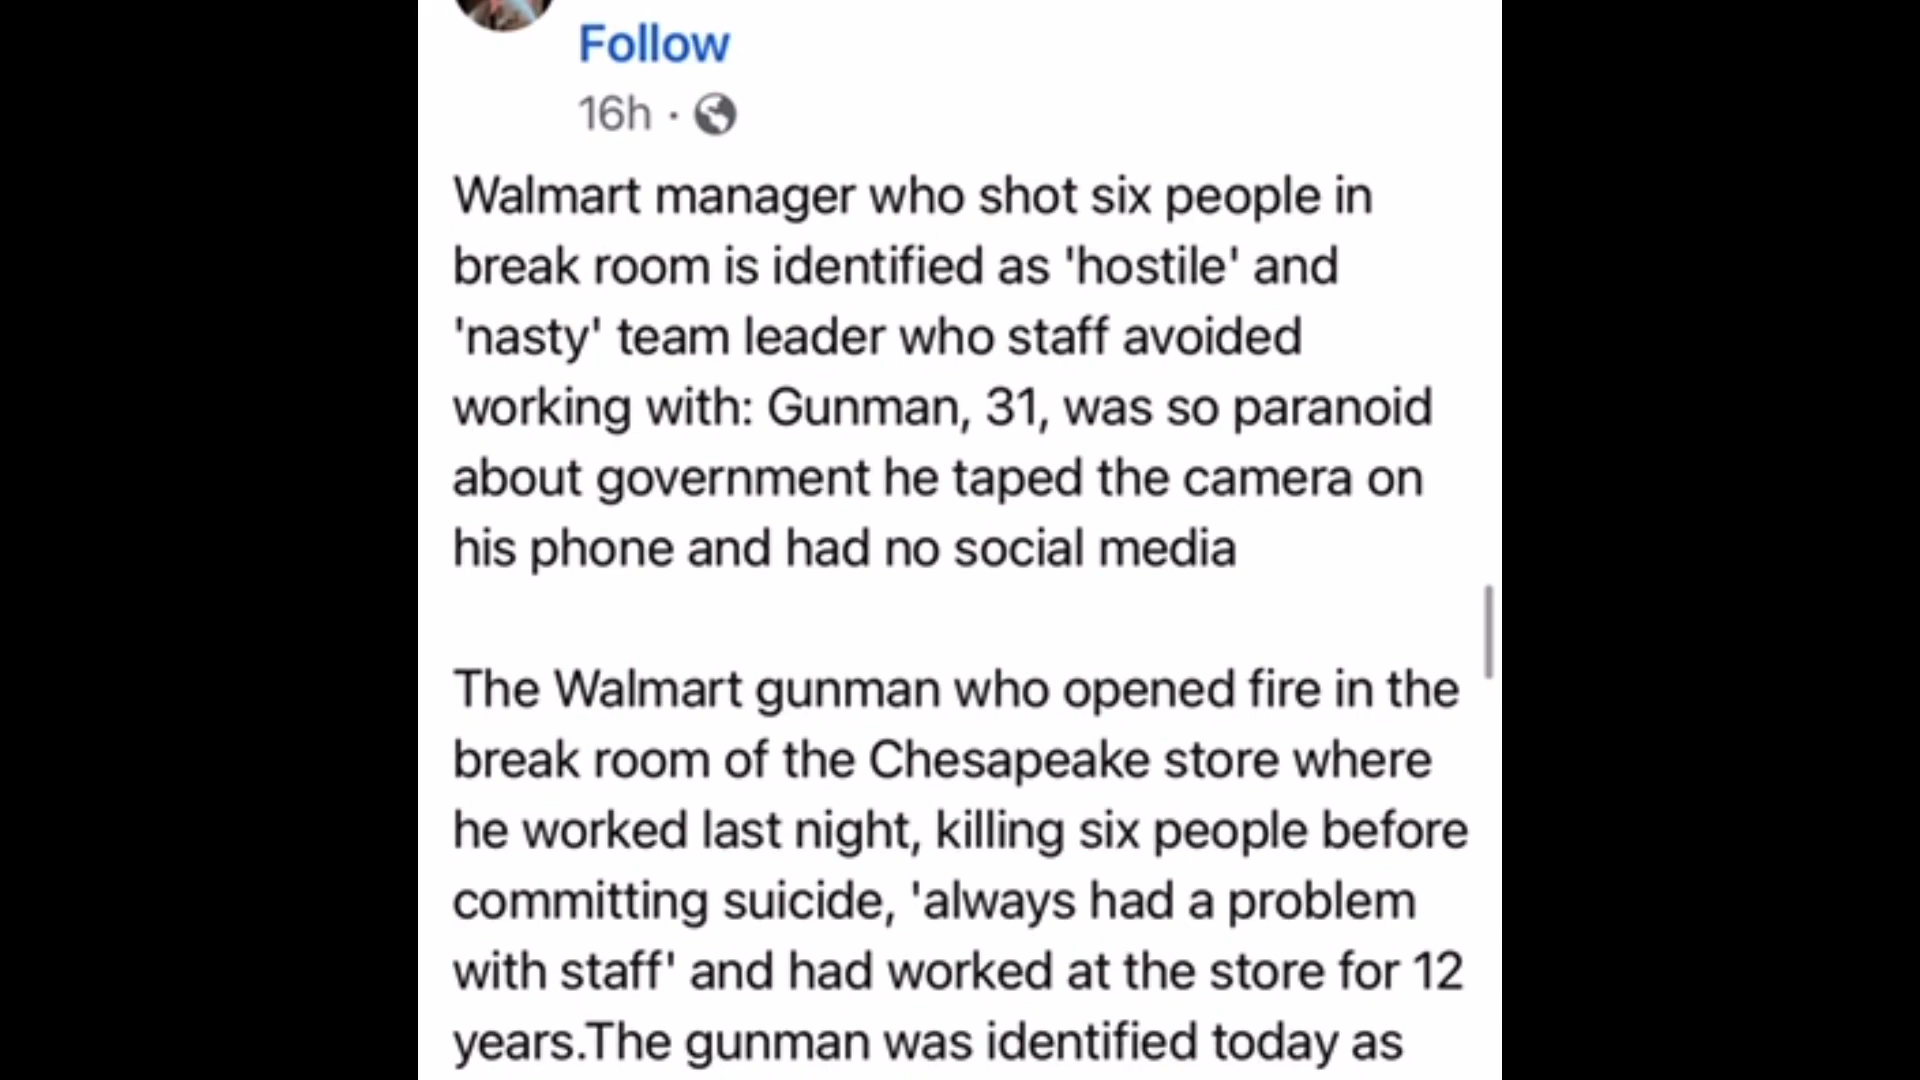 Follow
16h ·
Walmart manager who shot six people in
break room is identified as 'hostile' and
'nasty' team leader who staff avoided
working with: Gunman, 31, was so paranoid
about government he taped the camera on
his phone and had no social media
The Walmart gunman who opened fire in the
break room of the Chesapeake store where
he worked last night, killing six people before
committing suicide, 'always had a problem
with staff' and had worked at the store for 12
years.The gunman was identified today as